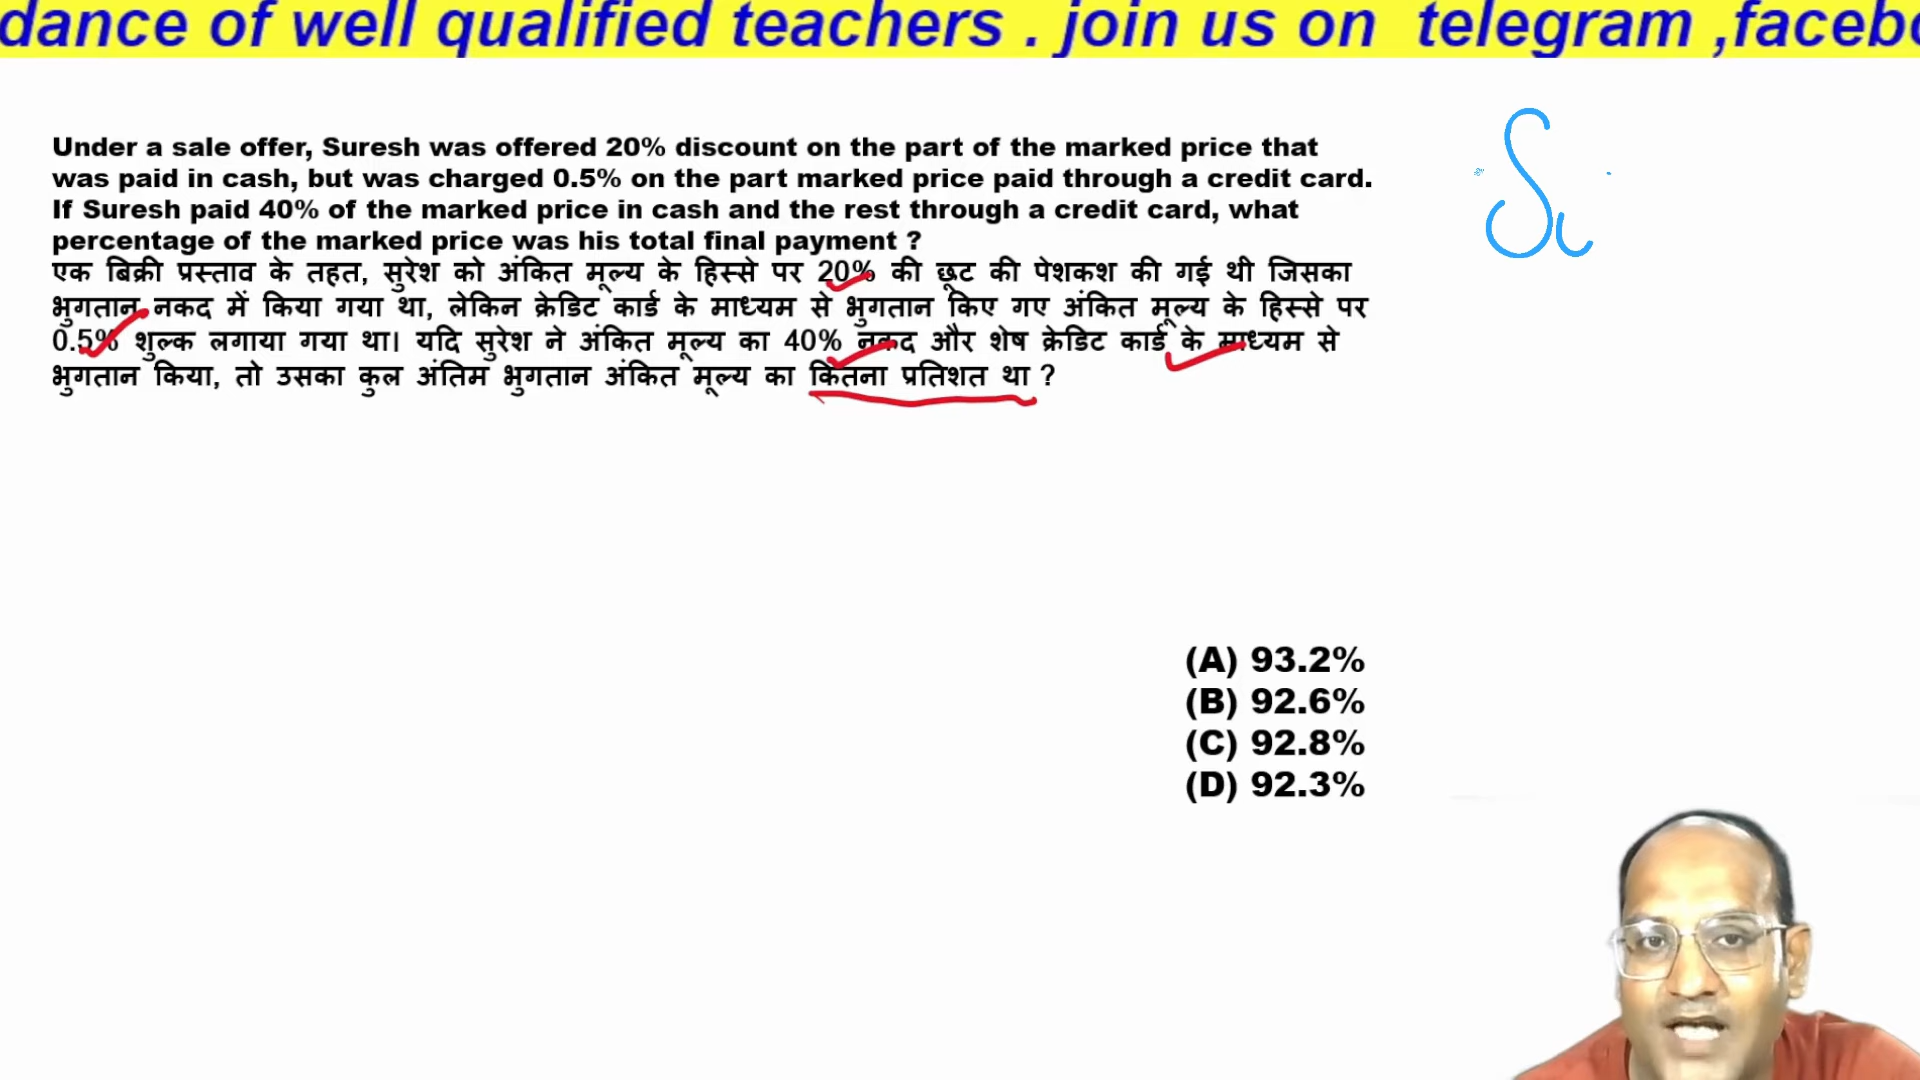 dance of well qualified teachers . join us on telegram ,facebo
Under a sale offer, Suresh was offered 20% discount on the part of the marked price that
was paid in cash, but was charged 0.5% on the part marked price paid through a credit card.
If Suresh paid 40% of the marked price in cash and the rest through a credit card, what
percentage of the marked price was his total final payment ?
एक बिक्री प्रस्ताव के तहत, सुरेश को अंकित मूल्य के हिस्से पर 20% की छूट की पेशकश की गई थी जिसका
भुगतान नकद में किया गया था, लेकिन क्रेडिट कार्ड के माध्यम से भुगतान किए गए अंकित मूल्य के हिस्से पर
0.5% शुल्क लगाया गया था। यदि सुरेश ने अंकित मूल्य का 40% नकद और शेष क्रेडिट कार्ड के माध्यम से
भुगतान किया, तो उसका कुल अंतिम भुगतान अंकित मूल्य का कितना प्रतिशत था ?
(A) 93.2%
(B) 92.6%
(C) 92.8%
(D) 92.3%